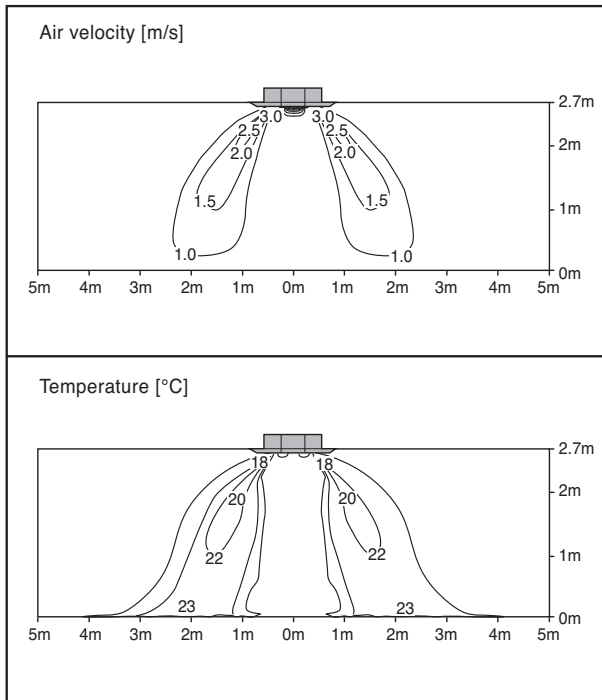 Air velocity [m/s]
3.0 3.0
2.7m
2.5 2.5
2.0 2.0
2m
1.5 1.5
1m
1.0 1.0
0m
5m 4m 3m 2m 1m 0m 1m 2m 3m 4m 5m
Temperature [°C]
2.7m
18 18
20 20
2m
22 22
1m
23 23
0m
5m 4m 3m 2m 1m 0m 1m 2m 3m 4m 5m